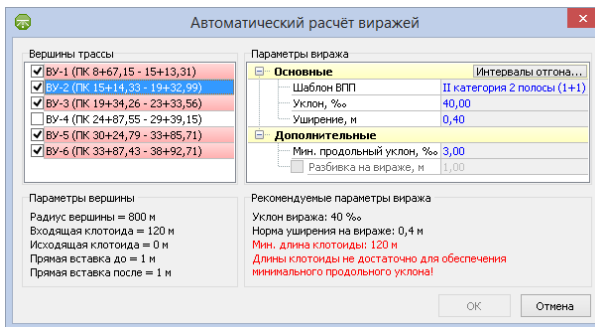 Автоматический расчёт виражей
Вершины трассы
ВУ-1 (ПК 8+67,15 - 15+13,31)
ВУ-2 (ПК 15+14,33 - 19+32,99)
ВУ-3 (ПК 19+34,26 - 23+33,56)
ВУ-4 (ПК 24+87,55 - 29+39,15)
ВУ-5 (ПК 30+24,79 - 33+85,71)
ВУ-6 (ПК 33+87,43 - 38+92,71)
Параметры виража
Основные Интервалы отгона...
Шаблон ВПП II категория 2 полосы (1+1)
Уклон, ‰ 40,00
Уширение, м 0,40
Дополнительные
Мин. продольный уклон, ‰ 3,00
Разбивка на вираже, м 1,00
Параметры вершины
Радиус вершины = 800 м
Входящая клотоида = 120 м
Исходящая клотоида = 0 м
Прямая вставка до = 1 м
Прямая вставка после = 1 м
Рекомендуемые параметры виража
Уклон виража: 40 ‰
Норма уширения на вираже: 0,4 м
Мин. длина клотоиды: 120 м
Длины клотоиды не достаточно для обеспечения
минимального продольного уклона!
ОК Отмена